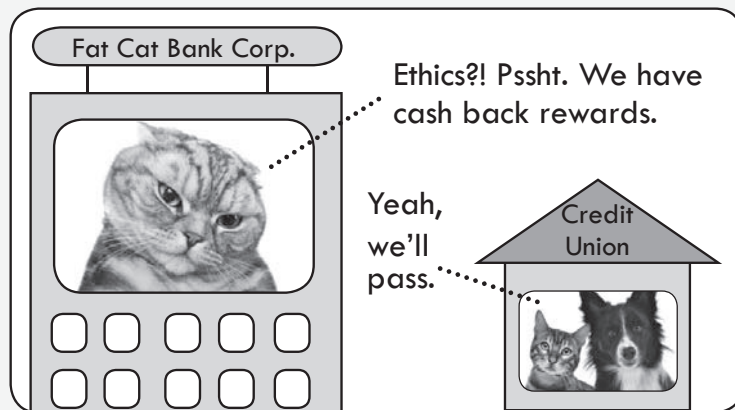 Fat Cat Bank Corp.
Ethics?! Pssht. We have
cash back rewards.
Yeah,
we'll
pass.
Credit
Union